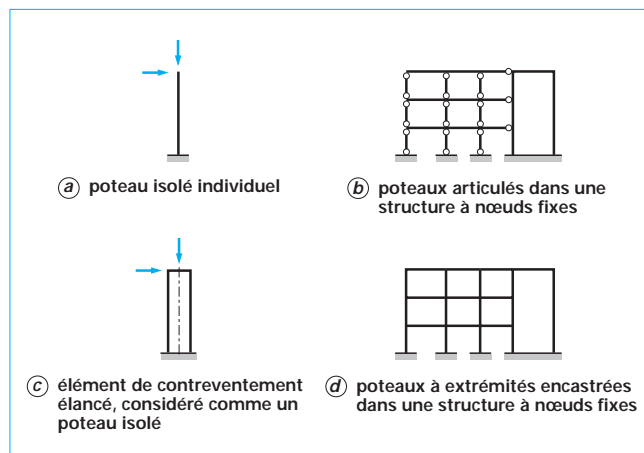 a poteau isolé individuel
b poteaux articulés dans une
structure à nœuds fixes
c élément de contreventement
élancé, considéré comme un
poteau isolé
d poteaux à extrémités encastrées
dans une structure à nœuds fixes